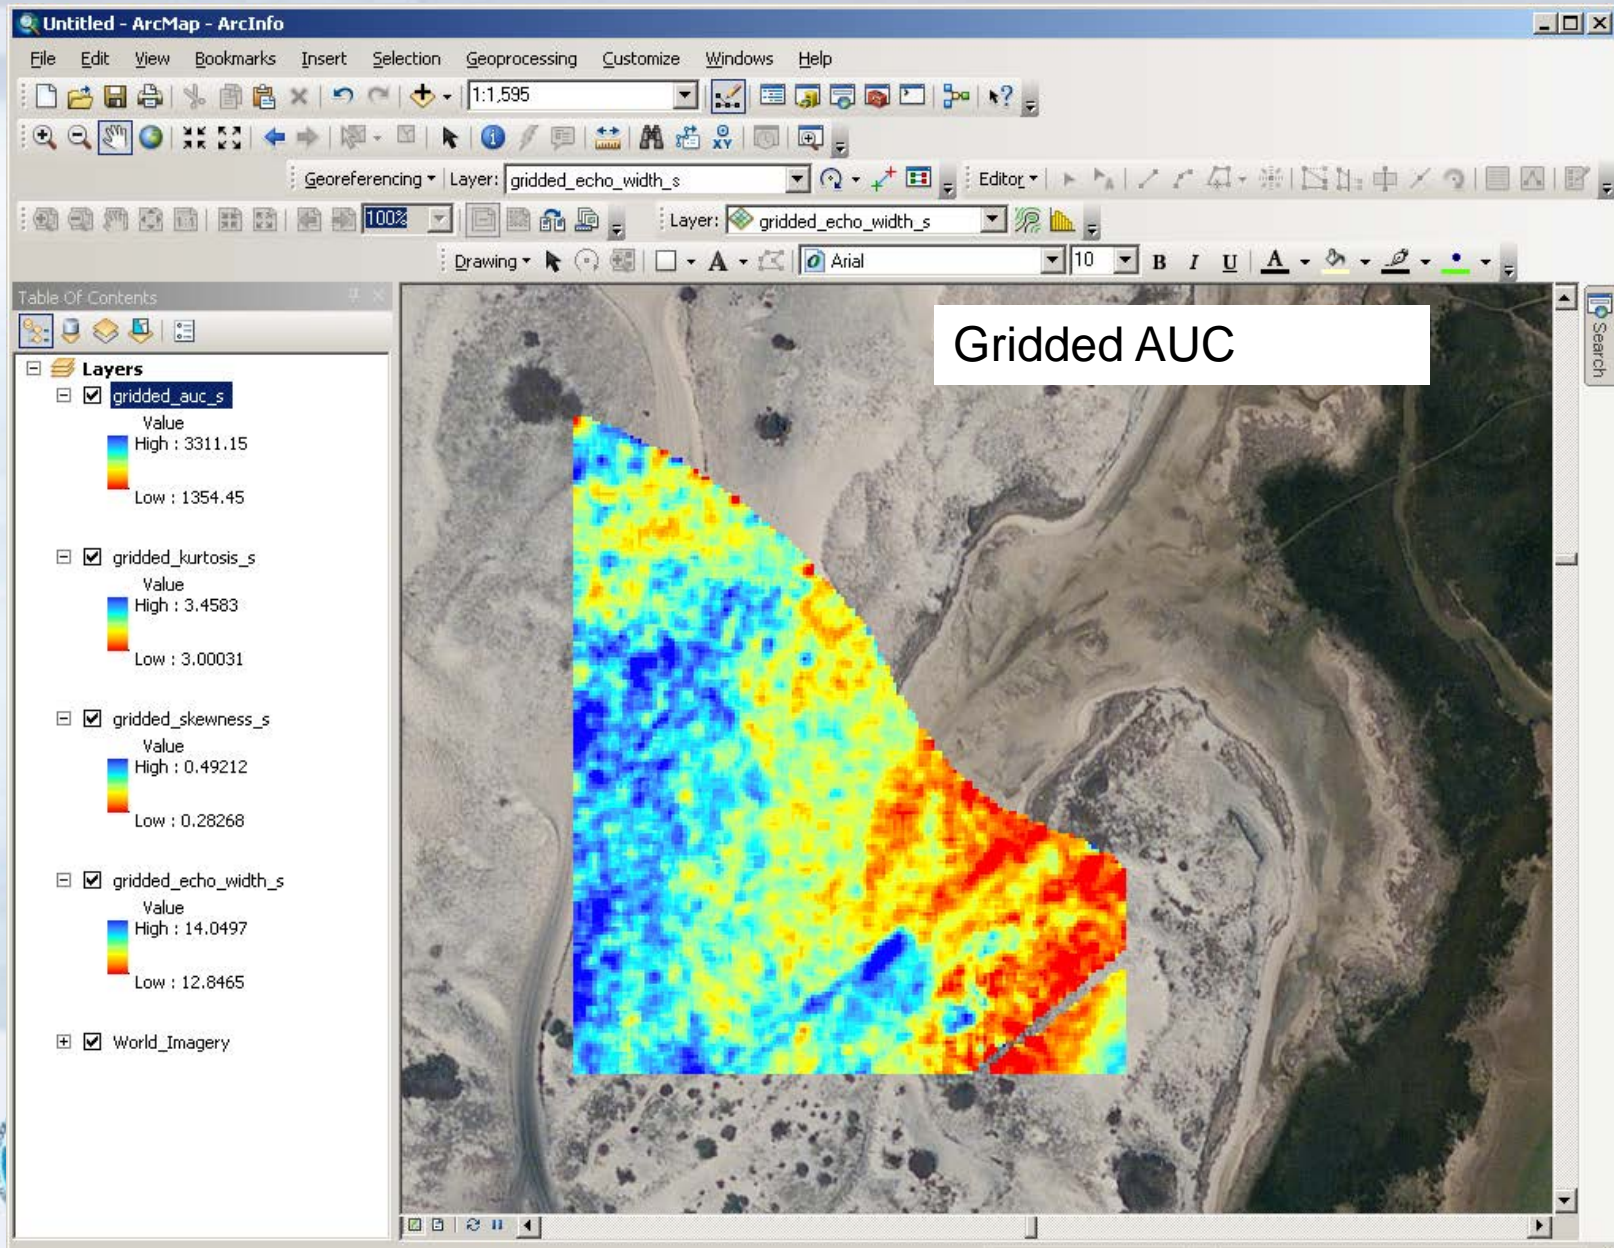 Untitled - ArcMap - ArcInfo
File Edit View Bookmarks Insert Selection Geoprocessing Customize Windows Help
1:1,595
XY
Georeferencing Layer: gridded_echo_width_s Editor
100% Layer: gridded_echo_width_s
Drawing A Arial 10 B I U A
Table Of Contents
Layers
gridded_auc_s
Value
High : 3311.15
Low : 1354.45
gridded_kurtosis_s
Value
High : 3.4583
Low : 3.00031
gridded_skewness_s
Value
High : 0.49212
Low : 0.28268
gridded_echo_width_s
Value
High : 14.0497
Low : 12.8465
World_Imagery
Gridded AUC
Search